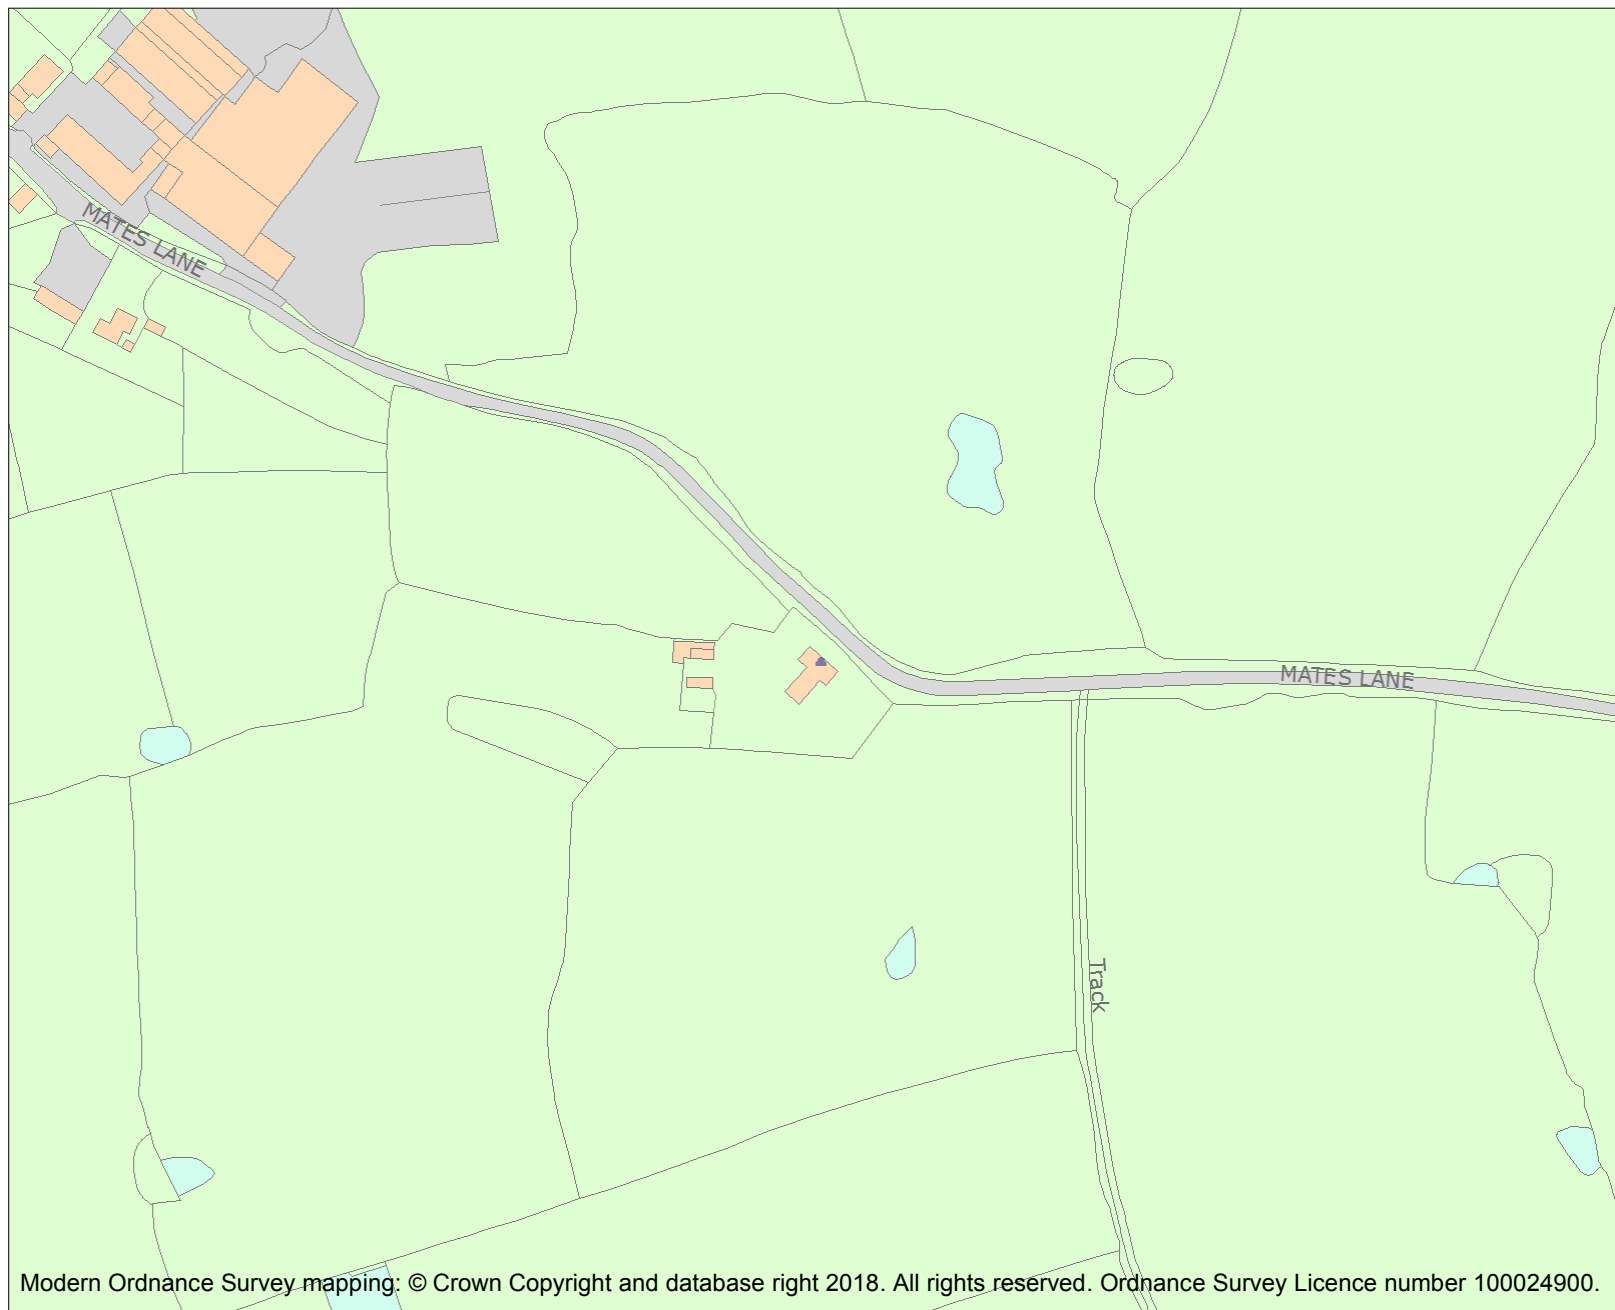 MATES LANE
MATES LANE
Track
Modern Ordnance Survey mapping: © Crown Copyright and database right 2018. All rights reserved. Ordnance Survey Licence number 100024900.